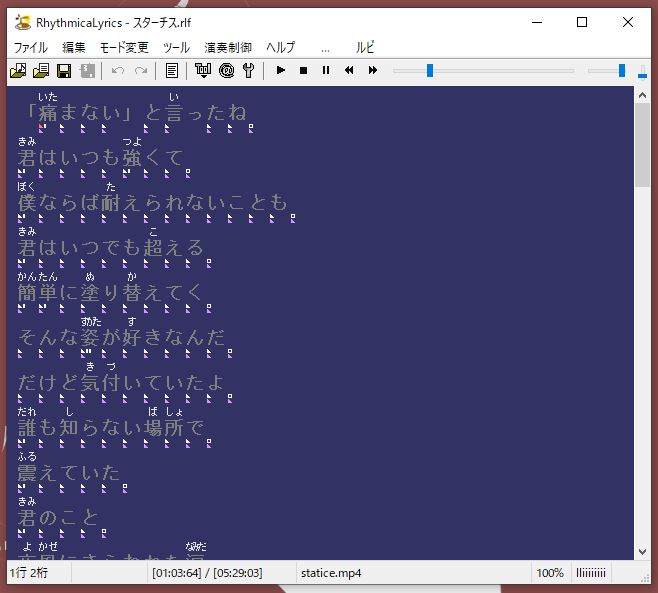 RhythmicaLyrics - スターチス.rlf
ファイル 編集 モード変更 ツール 演奏制御 ヘルプ ... ルビ
いた い
「痛まない」と言ったね
きみ つよ
君はいつも強くて
ぼく た
僕ならば耐えられないことも
きみ こ
君はいつでも超える
かんたん ぬ か
簡単に塗り替えてく
すがた す
そんな姿が好きなんだ
き づ
だけど気付いていたよ
だれ し ば しょ
誰も知らない場所で
ふる
震えていた
きみ
君のこと
よ かぜ なみだ
1行 2桁 [01:03:64] / [05:29:03] statice.mp4 100% lliiiiiiii